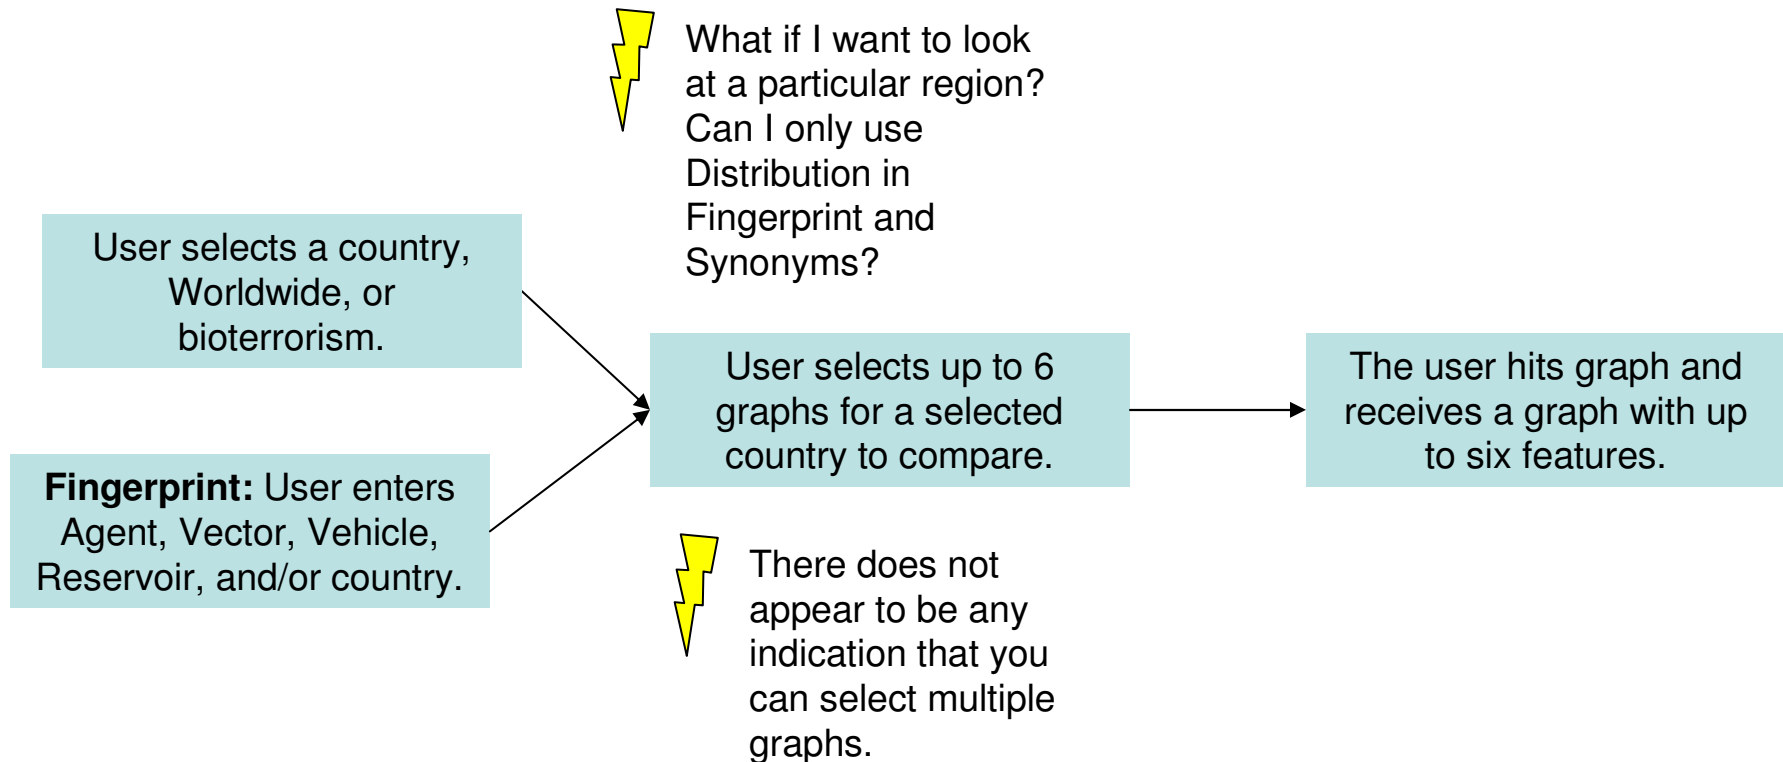 What if I want to look
at a particular region?
Can I only use
Distribution in
Fingerprint and
Synonyms?
User selects a country,
Worldwide, or
bioterrorism.
Fingerprint: User enters
Agent, Vector, Vehicle,
Reservoir, and/or country.
User selects up to 6
graphs for a selected
country to compare.
The user hits graph and
receives a graph with up
to six features.
There does not
appear to be any
indication that you
can select multiple
graphs.